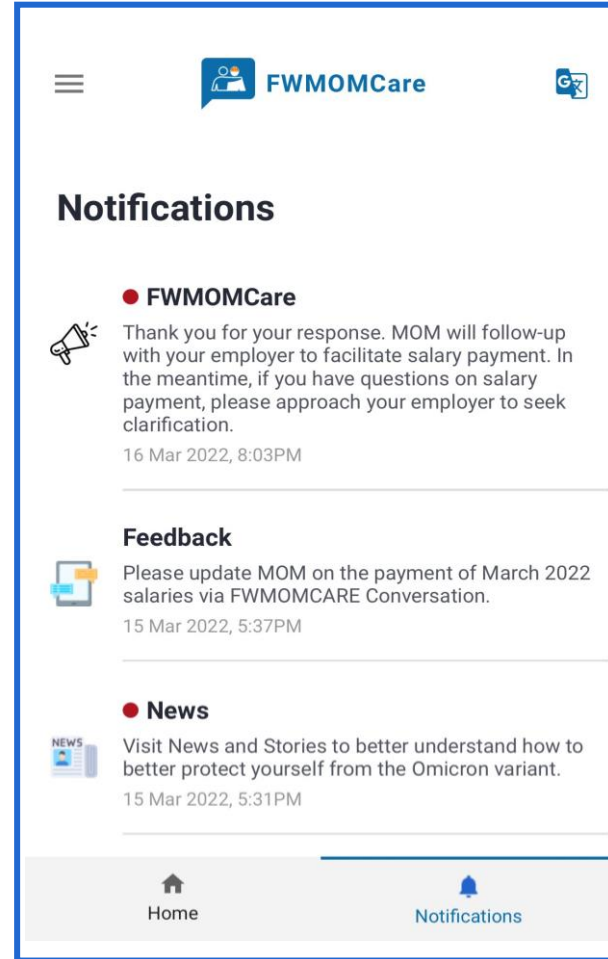 FWMOMCare
G
Notifications
FWMOMCare
Thank you for your response. MOM will follow-up
with your employer to facilitate salary payment. In
the meantime, if you have questions on salary
payment, please approach your employer to seek
clarification.
16 Mar 2022, 8:03PM
Feedback
Please update MOM on the payment of March 2022
salaries via FWMOMCARE Conversation.
15 Mar 2022, 5:37PM
News
NEWS
Visit News and Stories to better understand how to
better protect yourself from the Omicron variant.
15 Mar 2022, 5:31PM
Home
Notifications